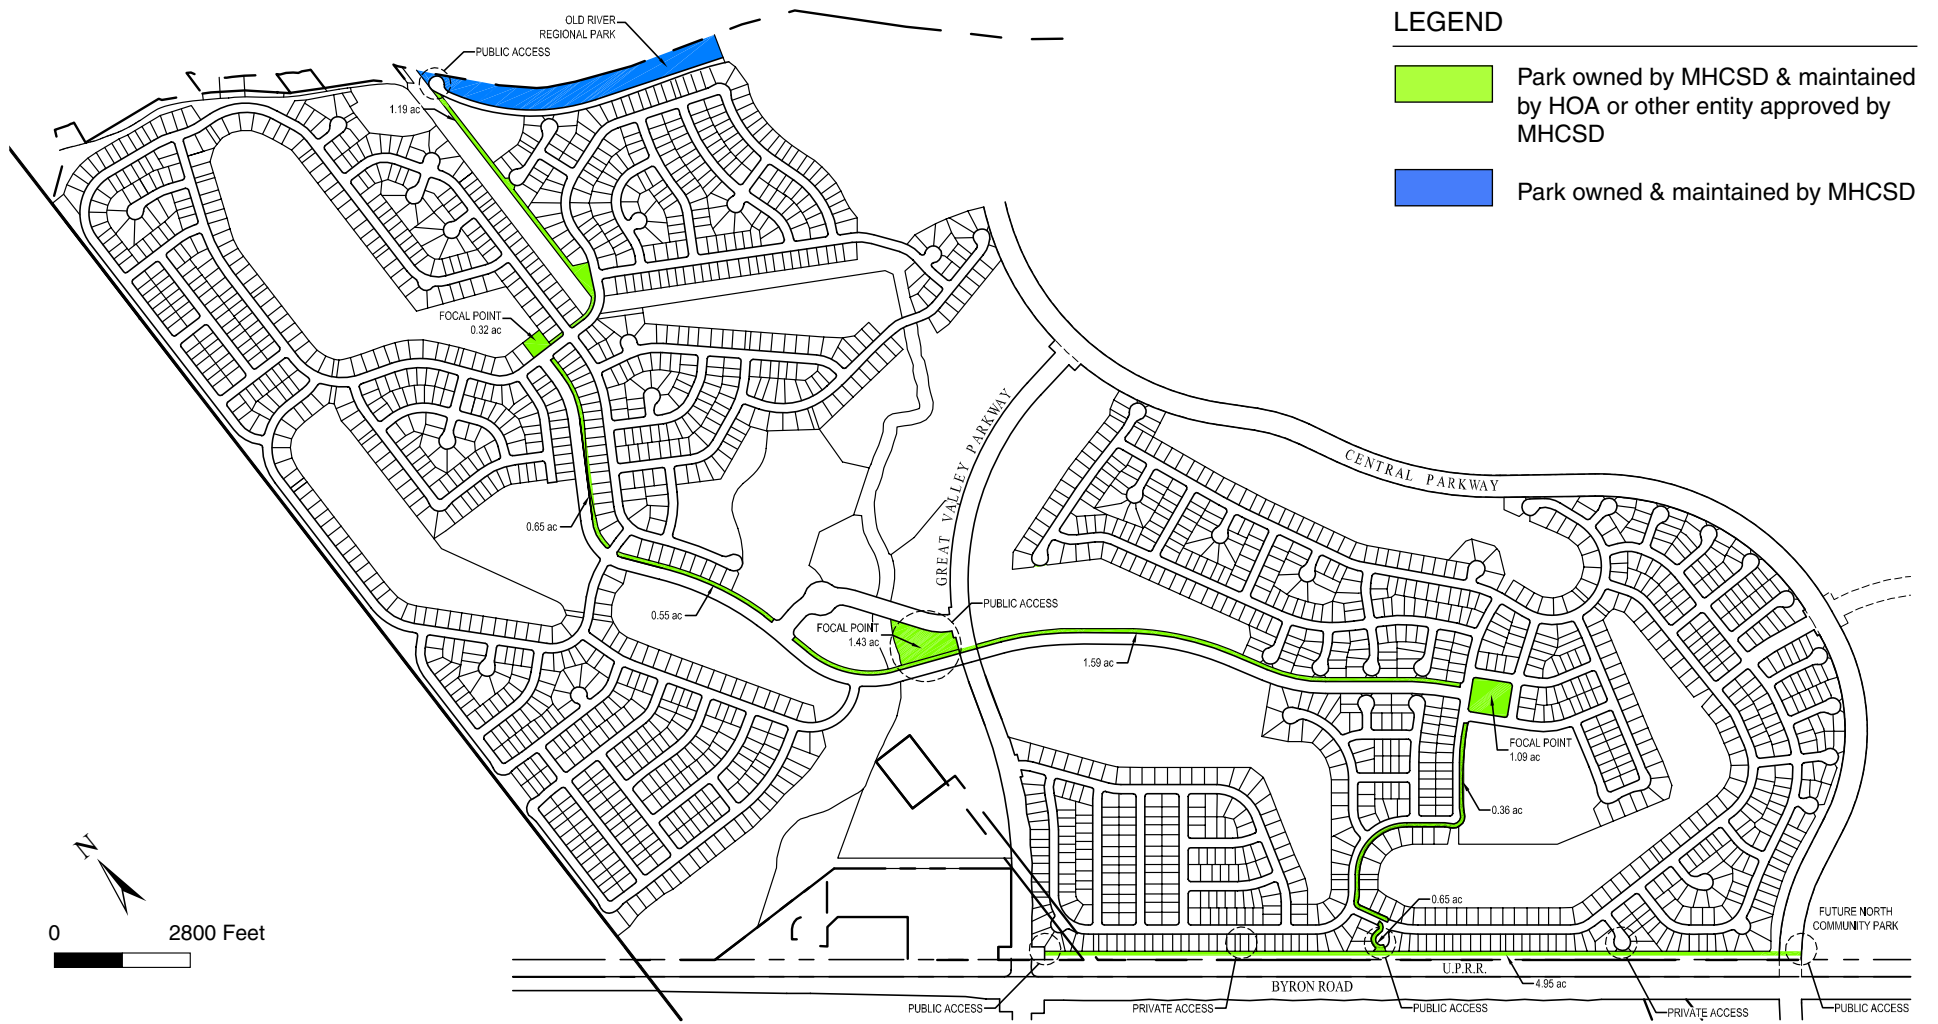 OLD RIVER
REGIONAL PARK
PUBLIC ACCESS
1.19 ac
LEGEND
Park owned by MHCSD & maintained
by HOA or other entity approved by
MHCSD
Park owned & maintained by MHCSD
FOCAL POINT
0.32 ac
GREAT VALLEY PARKWAY
CENTRAL PARKWAY
0.65 ac
0.55 ac
PUBLIC ACCESS
FOCAL POINT
1.43 ac
1.59 ac
FOCAL POINT
1.09 ac
0.36 ac
0.65 ac
FUTURE NORTH
COMMUNITY PARK
N
0 2800 Feet
U.P.R.R.
4.95 ac
BYRON ROAD
PUBLIC ACCESS
PRIVATE ACCESS
PUBLIC ACCESS
PRIVATE ACCESS
PUBLIC ACCESS